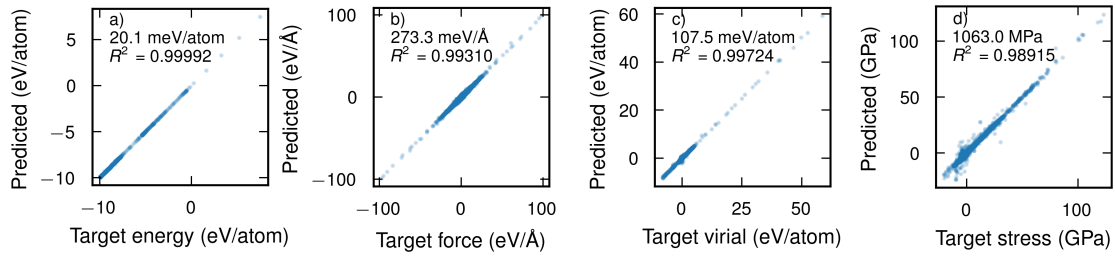 a)
20.1 meV/atom
R² = 0.99992
Predicted (eV/atom)
5
0
−5
−10
−10 0
Target energy (eV/atom)
b)
273.3 meV/Å
R² = 0.99310
Predicted (eV/Å)
100
0
−100
−100 0 100
Target force (eV/Å)
c)
107.5 meV/atom
R² = 0.99724
Predicted (eV/atom)
60
40
20
0
0 25 50
Target virial (eV/atom)
d)
1063.0 MPa
R² = 0.98915
Predicted (GPa)
100
50
0
0 100
Target stress (GPa)